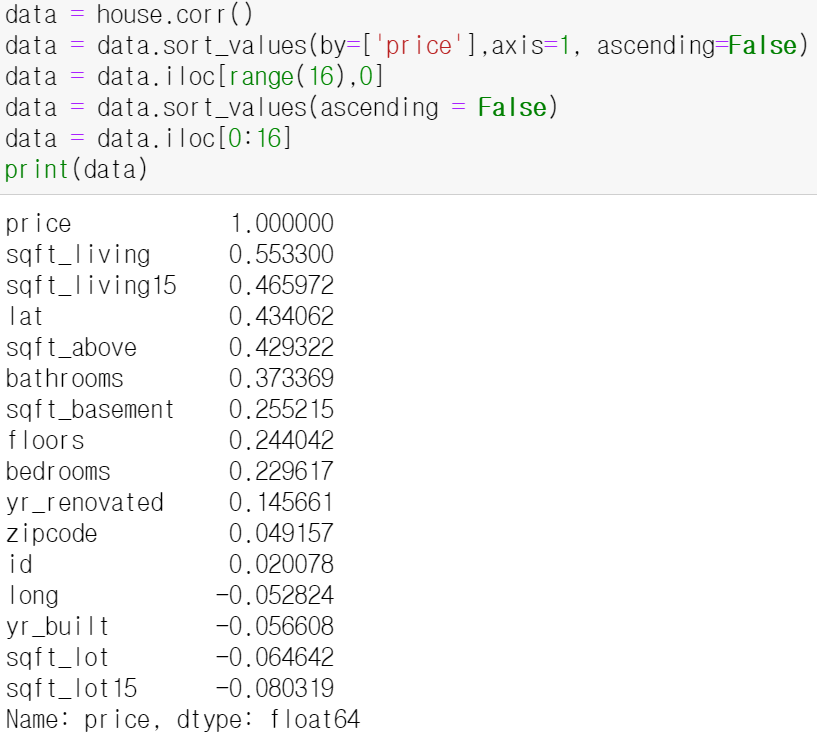 data = house.corr()
data = data.sort_values(by=['price'],axis=1, ascending=False)
data = data.iloc[range(16),0]
data = data.sort_values(ascending = False)
data = data.iloc[0:16]
print(data)
price 1.000000
sqft_living 0.553300
sqft_living15 0.465972
lat 0.434062
sqft_above 0.429322
bathrooms 0.373369
sqft_basement 0.255215
floors 0.244042
bedrooms 0.229617
yr_renovated 0.145661
zipcode 0.049157
id 0.020078
long -0.052824
yr_built -0.056608
sqft_lot -0.064642
sqft_lot15 -0.080319
Name: price, dtype: float64